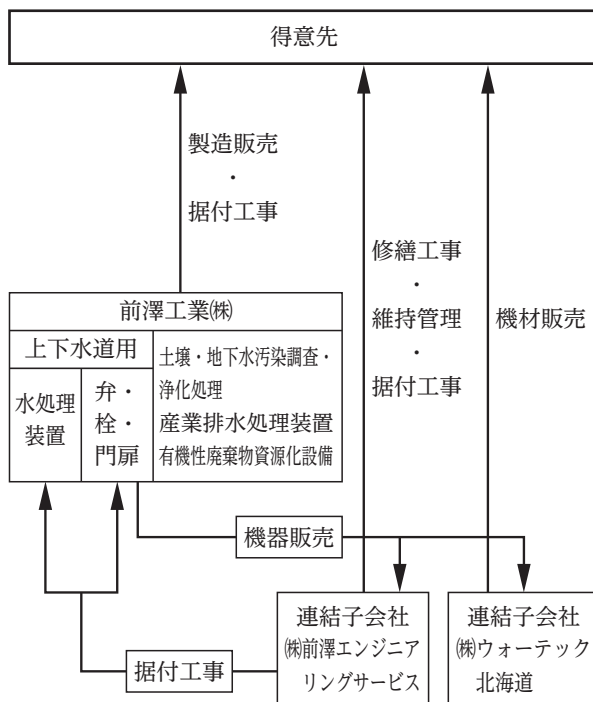 得意先
製造販売
・
据付工事
修繕工事
・
維持管理
・
据付工事
機材販売
前澤工業㈱
上下水道用
水処理
装置
弁・
栓・
門扉
土壌・地下水汚染調査・
浄化処理
産業排水処理装置
有機性廃棄物資源化設備
機器販売
連結子会社
㈱前澤エンジニア
リングサービス
連結子会社
㈱ウォーテック
北海道
据付工事